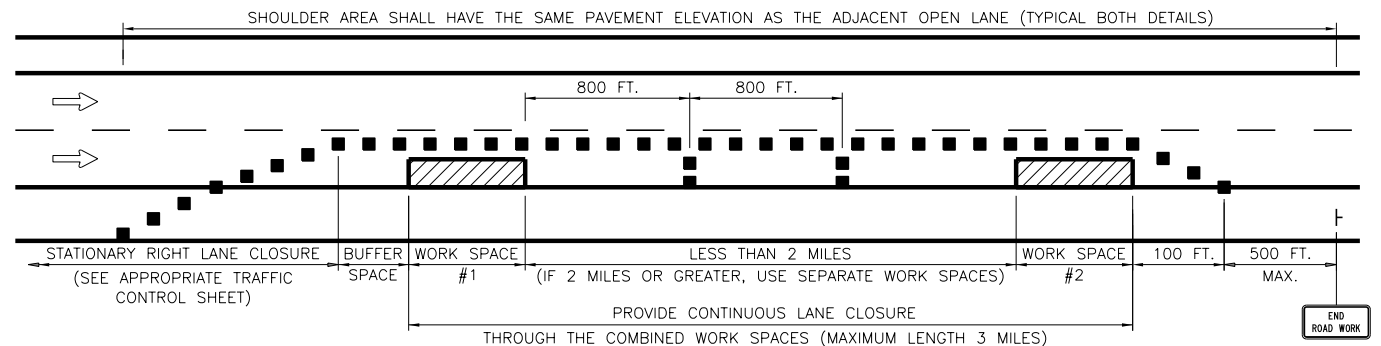 SHOULDER AREA SHALL HAVE THE SAME PAVEMENT ELEVATION AS THE ADJACENT OPEN LANE (TYPICAL BOTH DETAILS)
800 FT.
800 FT.
STATIONARY RIGHT LANE CLOSURE
(SEE APPROPRIATE TRAFFIC
CONTROL SHEET)
BUFFER
SPACE
WORK SPACE
#1
LESS THAN 2 MILES
(IF 2 MILES OR GREATER, USE SEPARATE WORK SPACES)
WORK SPACE
#2
100 FT.
500 FT.
MAX.
PROVIDE CONTINUOUS LANE CLOSURE
THROUGH THE COMBINED WORK SPACES (MAXIMUM LENGTH 3 MILES)
END
ROAD WORK